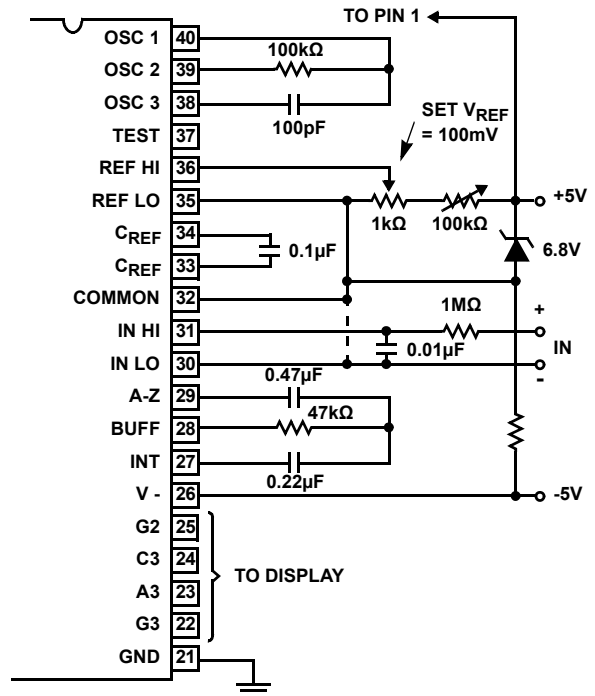 TO PIN 1
OSC 1 40
100kΩ
OSC 2 39
OSC 3 38
100pF
SET VREF
= 100mV
TEST 37
REF HI 36
REF LO 35
+5V
1kΩ
100kΩ
CREF 34
0.1µF
6.8V
CREF 33
COMMON 32
1MΩ
+
IN HI 31
0.01µF
IN
IN LO 30
-
0.47µF
A-Z 29
47kΩ
BUFF 28
INT 27
0.22µF
V - 26
-5V
G2 25
C3 24
TO DISPLAY
A3 23
G3 22
GND 21